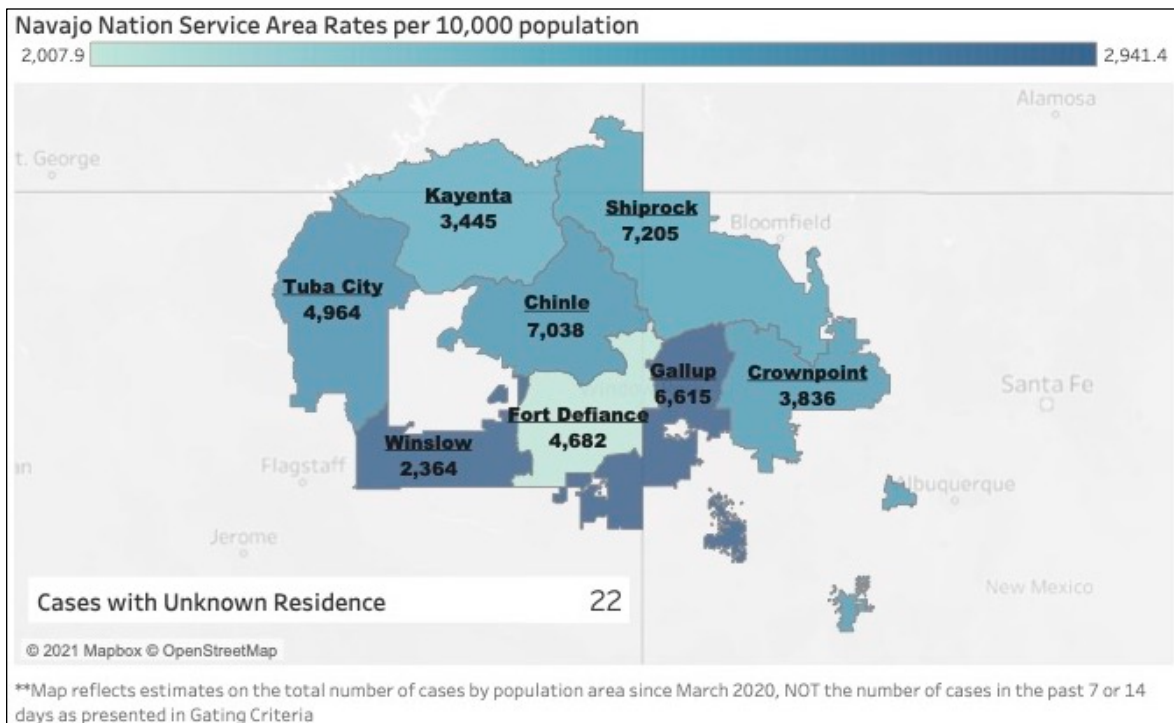 Navajo Nation Service Area Rates per 10,000 population
2,007.9
2,941.4
Alamosa
t. George
Kayenta
3,445
Shiprock
7,205
Bloomfield
Tuba City
4,964
Chinle
7,038
Gallup
6,615
Crownpoint
3,836
Santa Fe
Fort Defiance
4,682
Winslow
2,364
Flagstaff
an
Albuquerque
Jerome
New Mexico
Cases with Unknown Residence 22
© 2021 Mapbox © OpenStreetMap
**Map reflects estimates on the total number of cases by population area since March 2020, NOT the number of cases in the past 7 or 14
days as presented in Gating Criteria